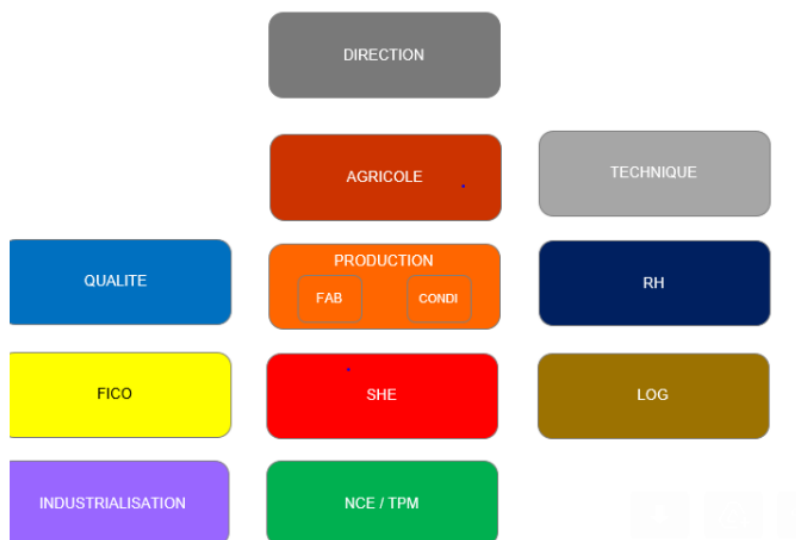 DIRECTION
AGRICOLE
TECHNIQUE
QUALITE
PRODUCTION
FAB
CONDI
RH
FICO
SHE
LOG
INDUSTRIALISATION
NCE / TPM